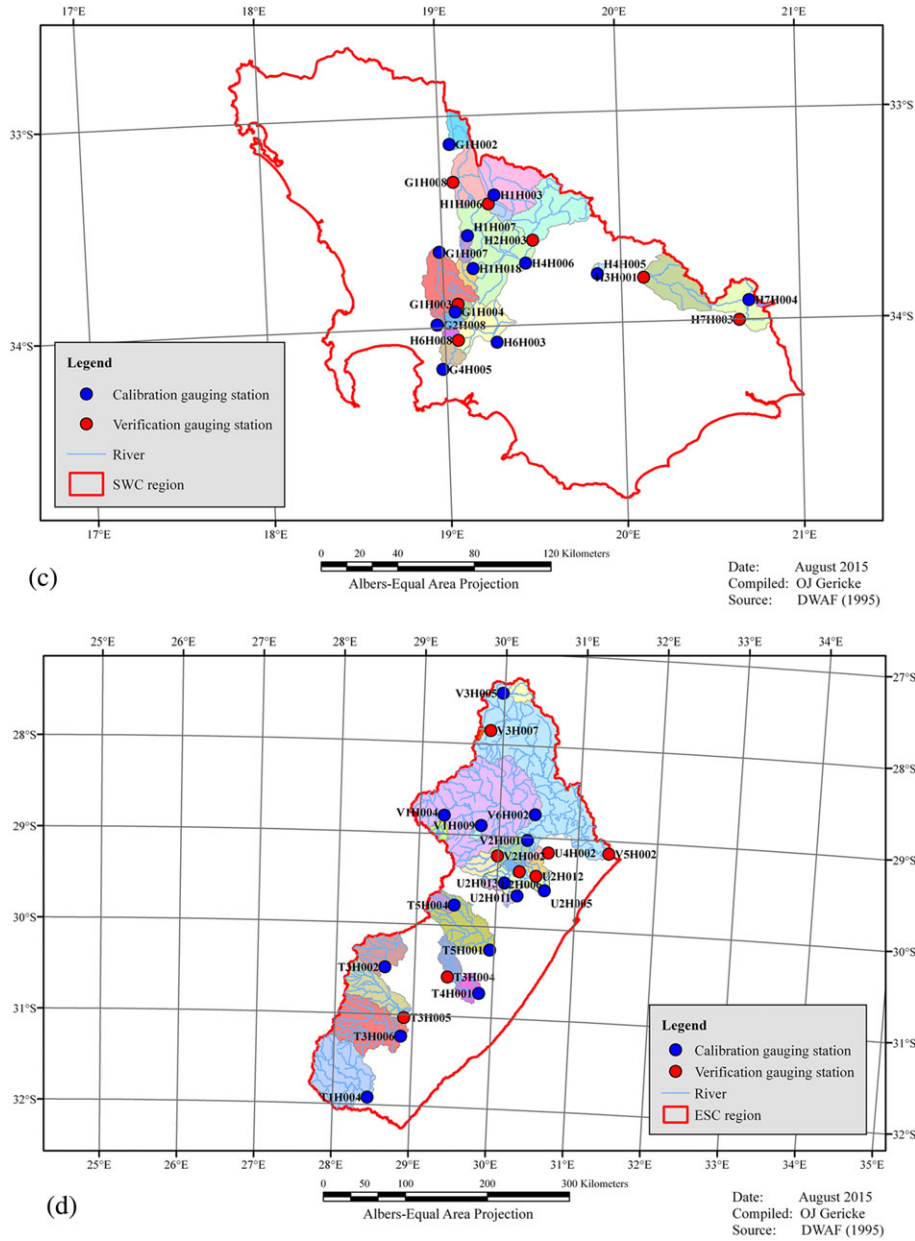 17°E 18°E 19°E 20°E 21°E
33°S 33°S
G1H002
G1H008
H1H003
H1H006
H1H007
H2H003
G1H007
H1H018
H4H006
H4H005
H3H001
G1H003
G1H004
H7H004
H7H003
G2H008
34°S 34°S
H6H008
H6H003
G4H005
Legend
Calibration gauging station
Verification gauging station
River
SWC region
17°E 18°E 19°E 20°E 21°E
(c)
0 20 40 80 120 Kilometers
Albers-Equal Area Projection
Date: August 2015
Compiled: OJ Gericke
Source: DWAF (1995)
25°E 26°E 27°E 28°E 29°E 30°E 31°E 32°E 33°E 34°E
27°S
V3H005
28°S
V3H007
28°S
V1H004
V6H002
V1H009
29°S
V2H001
29°S
V2H002
U4H002
V5H002
U2H012
U2H013
U2H006
U2H011
U2H005
30°S
T5H004
30°S
T5H001
T3H002
T3H004
T4H001
31°S
T3H005
31°S
T3H006
32°S
T1H004
32°S
Legend
Calibration gauging station
Verification gauging station
River
ESC region
25°E 26°E 27°E 28°E 29°E 30°E 31°E 32°E 33°E 34°E 35°E
(d)
0 50 100 200 300 Kilometers
Albers-Equal Area Projection
Date: August 2015
Compiled: OJ Gericke
Source: DWAF (1995)